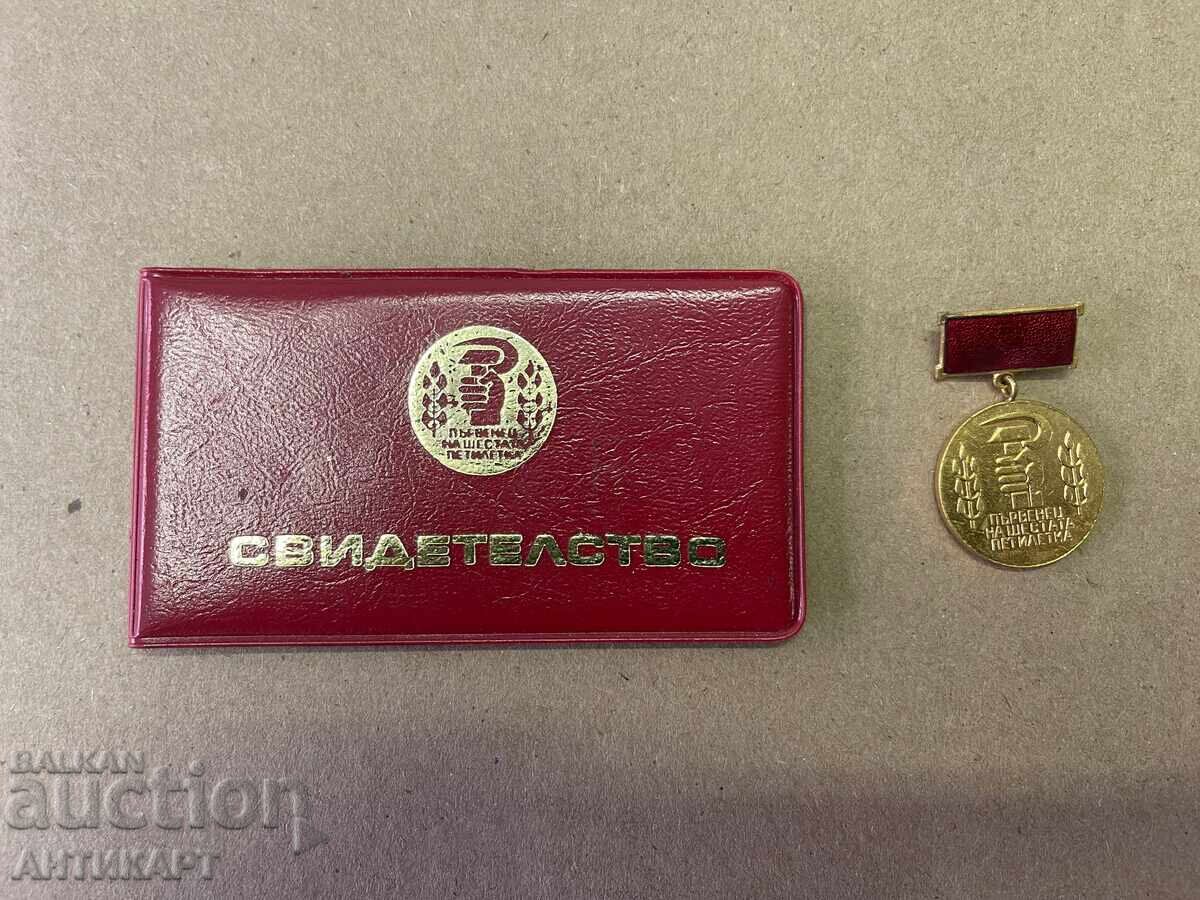 ПЪРВЕНЕЦ
НА ШЕСТАТА
ПЕТИЛЕТКА
СВИДЕТЕЛСТВО
ПЪРВЕНЕЦ
НА ШЕСТАТА
ПЕТИЛЕТКА
BALKAN
auction
АНТИКАРТ